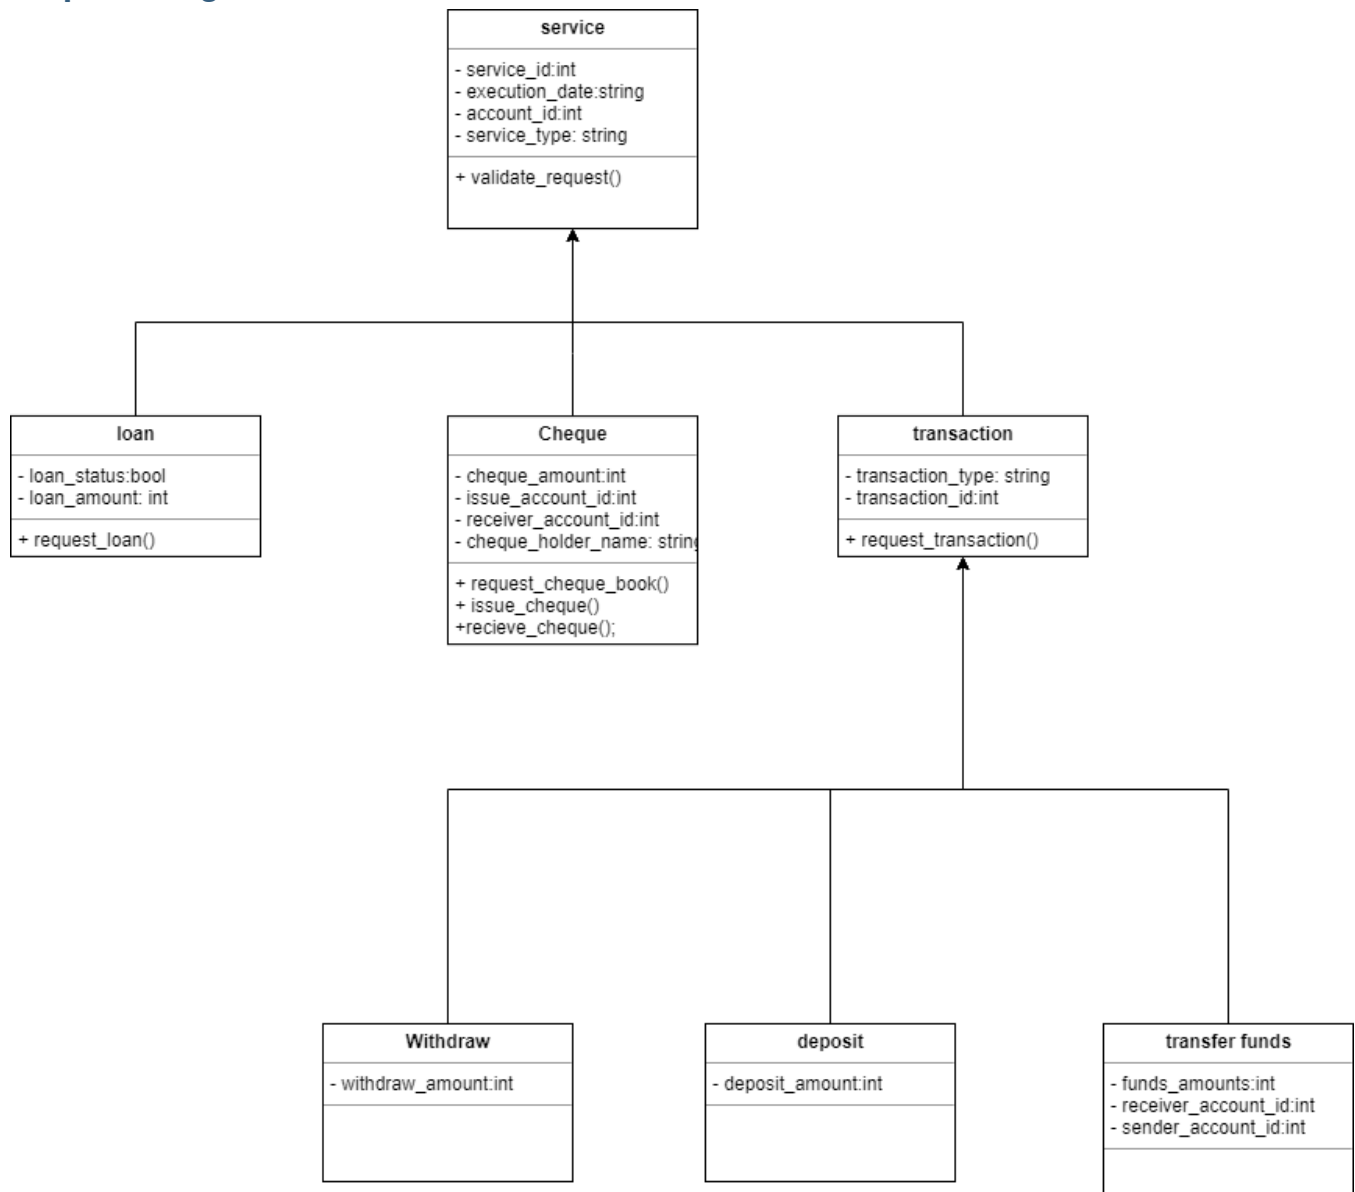 service
- service_id:int
- execution_date:string
- account_id:int
- service_type: string
+ validate_request()
loan
- loan_status:bool
- loan_amount: int
+ request_loan()
Cheque
- cheque_amount:int
- issue_account_id:int
- receiver_account_id:int
- cheque_holder_name: string
+ request_cheque_book()
+ issue_cheque()
+recieve_cheque();
transaction
- transaction_type: string
- transaction_id:int
+ request_transaction()
Withdraw
- withdraw_amount:int
deposit
- deposit_amount:int
transfer funds
- funds_amounts:int
- receiver_account_id:int
- sender_account_id:int